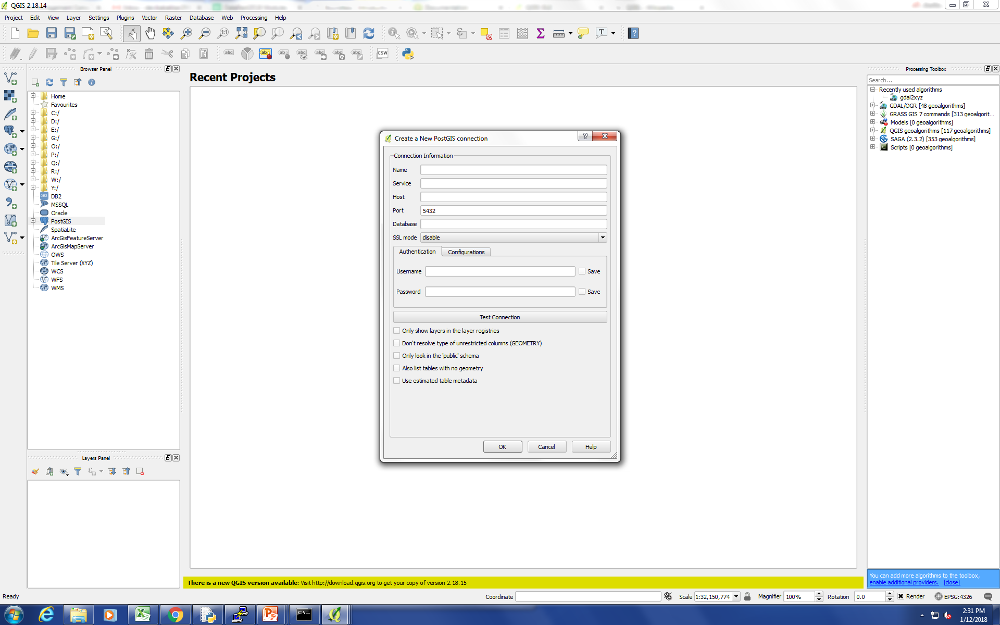 QGIS 2.18.14
Project Edit View Layer Settings Plugins Vector Raster Database Web Processing Help
CSW
Browser Panel
Home
Favourites
C:/
D:/
E:/
G:/
O:/
P:/
Q:/
R:/
W:/
Y:/
DB2
MSSQL
Oracle
PostGIS
SpatiaLite
ArcGisFeatureServer
ArcGisMapServer
OWS
Tile Server (XYZ)
WCS
WFS
WMS
Layers Panel
Recent Projects
Create a New PostGIS connection
Connection Information
Name
Service
Host
Port 5432
Database
SSL mode disable
Authentication Configurations
Username Save
Password Save
Test Connection
Only show layers in the layer registries
Don't resolve type of unrestricted columns (GEOMETRY)
Only look in the 'public' schema
Also list tables with no geometry
Use estimated table metadata
OK Cancel Help
Processing Toolbox
Search...
Recently used algorithms
gdal2xyz
GDAL/OGR [48 geoalgorithms]
GRASS GIS 7 commands [313 geoalgorit...
Models [0 geoalgorithms]
QGIS geoalgorithms [117 geoalgorithms]
SAGA (2.3.2) [353 geoalgorithms]
Scripts [0 geoalgorithms]
You can add more algorithms to the toolbox,
enable additional providers. [close]
There is a new QGIS version available: Visit http://download.qgis.org to get your copy of version 2.18.15
Ready Coordinate Scale 1:32,150,774 Magnifier 100% Rotation 0.0 Render EPSG:4326
2:31 PM
1/12/2018